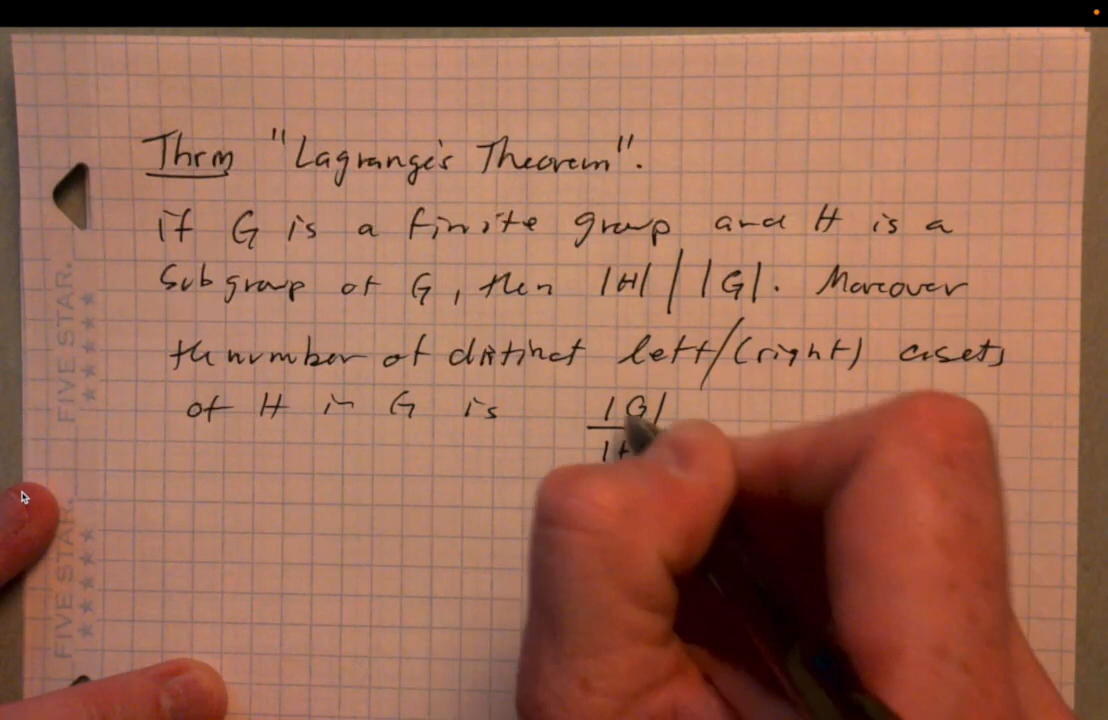 Thrm "Lagrange's Theorem".
if G is a finite group and H is a
subgroup of G, then |H| | |G|. Moreover
the number of distinct left/(right) cosets
of H in G is |G|
|H
FIVE STAR.
FIVE STAR.